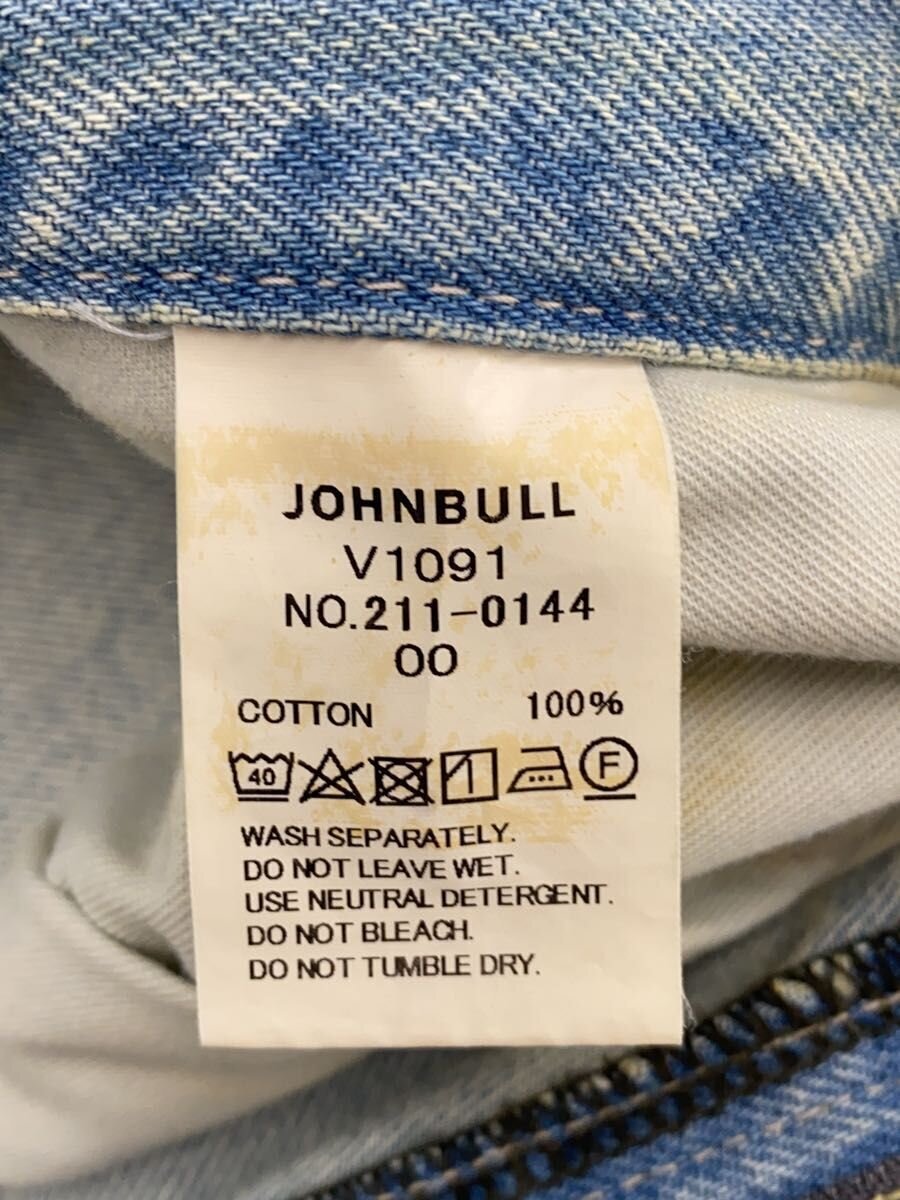 JOHNBULL
V1091
NO.211-0144
00
COTTON 100%
40 F
WASH SEPARATELY.
DO NOT LEAVE WET.
USE NEUTRAL DETERGENT.
DO NOT BLEACH.
DO NOT TUMBLE DRY.